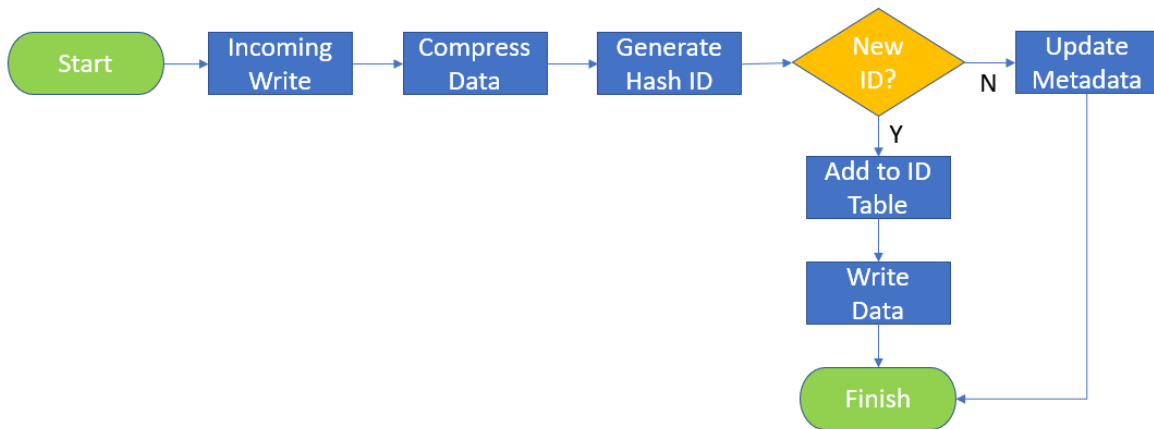 Start
Incoming
Write
Compress
Data
Generate
Hash ID
New
ID?
N
Update
Metadata
Y
Add to ID
Table
Write
Data
Finish